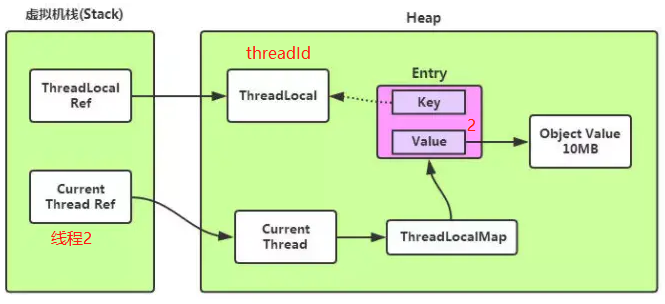 虚拟机栈(Stack)
Heap
threadId
ThreadLocal
Ref
ThreadLocal
Entry
Key
2
Value
Object Value
10MB
Current
Thread Ref
线程2
Current
Thread
ThreadLocalMap